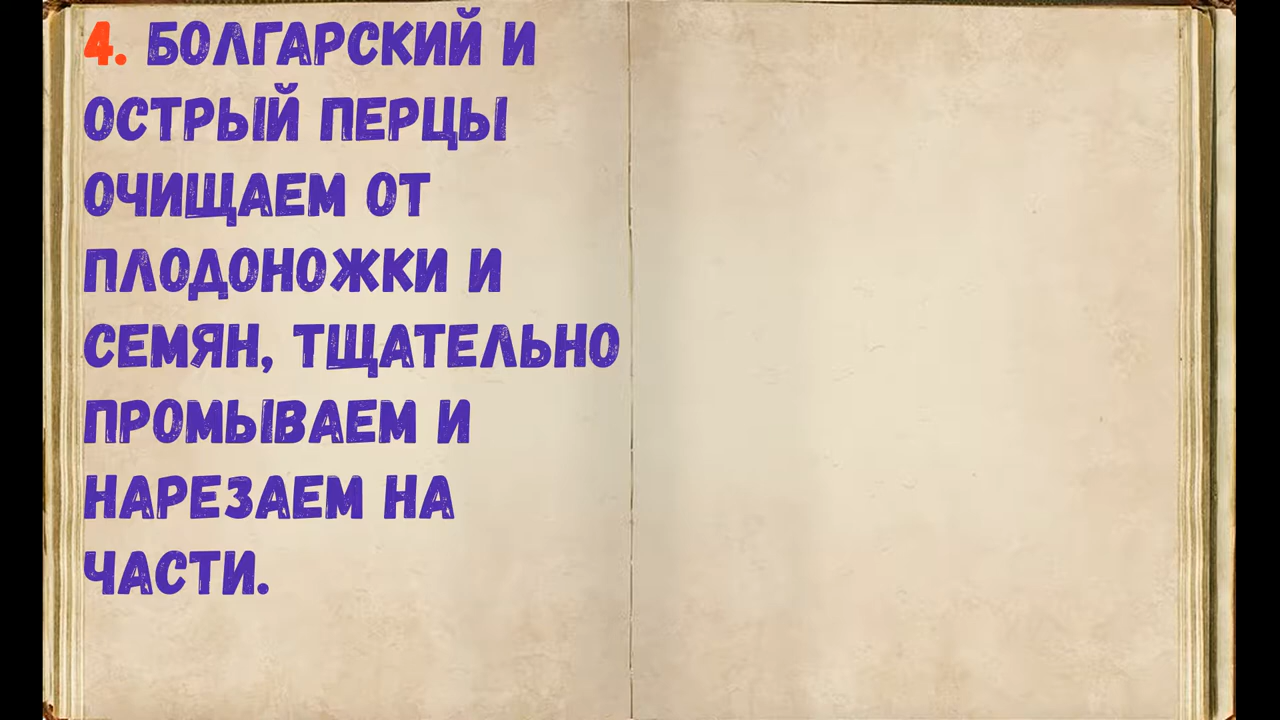 4. БОЛГАРСКИЙ И
ОСТРЫЙ ПЕРЦЫ
ОЧИЩАЕМ ОТ
ПЛОДОНОЖКИ И
СЕМЯН, ТЩАТЕЛЬНО
ПРОМЫВАЕМ И
НАРЕЗАЕМ НА
ЧАСТИ.